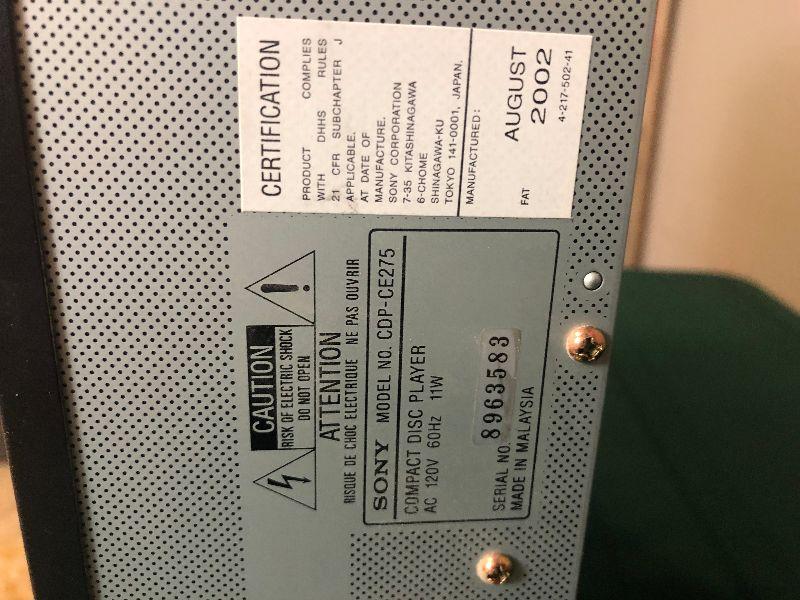 CERTIFICATION
PRODUCT COMPLIES
WITH DHHS RULES
21 CFR SUBCHAPTER J
APPLICABLE.
AT DATE OF
MANUFACTURE.
SONY CORPORATION
7-35 KITASHINAGAWA
6-CHOME
SHINAGAWA-KU
TOKYO 141-0001, JAPAN.
MANUFACTURED:
AUGUST
FAT 2002
4-217-502-41
CAUTION
RISK OF ELECTRIC SHOCK
DO NOT OPEN
ATTENTION
RISQUE DE CHOC ELECTRIQUE NE PAS OUVRIR
SONY MODEL NO. CDP-CE275
COMPACT DISC PLAYER
AC 120V 60Hz 11W
SERIAL NO. 8963583
MADE IN MALAYSIA